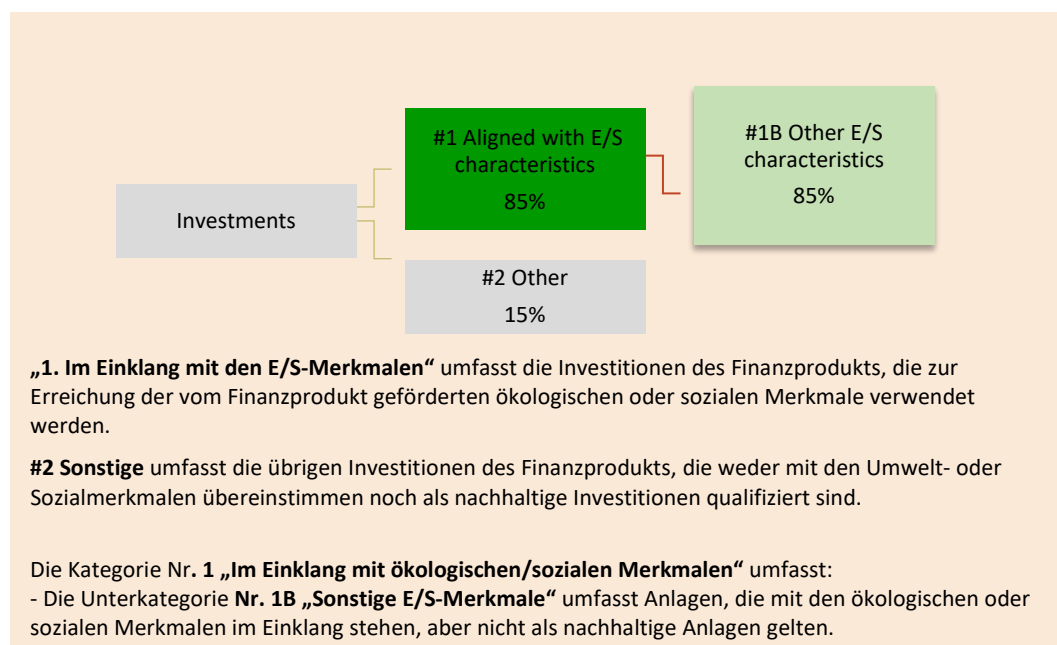 Investments
#1 Aligned with E/S
characteristics
85%
#1B Other E/S
characteristics
85%
#2 Other
15%
„1. Im Einklang mit den E/S-Merkmalen“ umfasst die Investitionen des Finanzprodukts, die zur
Erreichung der vom Finanzprodukt geförderten ökologischen oder sozialen Merkmale verwendet
werden.
#2 Sonstige umfasst die übrigen Investitionen des Finanzprodukts, die weder mit den Umwelt- oder
Sozialmerkmalen übereinstimmen noch als nachhaltige Investitionen qualifiziert sind.
Die Kategorie Nr. 1 „Im Einklang mit ökologischen/sozialen Merkmalen“ umfasst:
- Die Unterkategorie Nr. 1B „Sonstige E/S-Merkmale“ umfasst Anlagen, die mit den ökologischen oder
sozialen Merkmalen im Einklang stehen, aber nicht als nachhaltige Anlagen gelten.